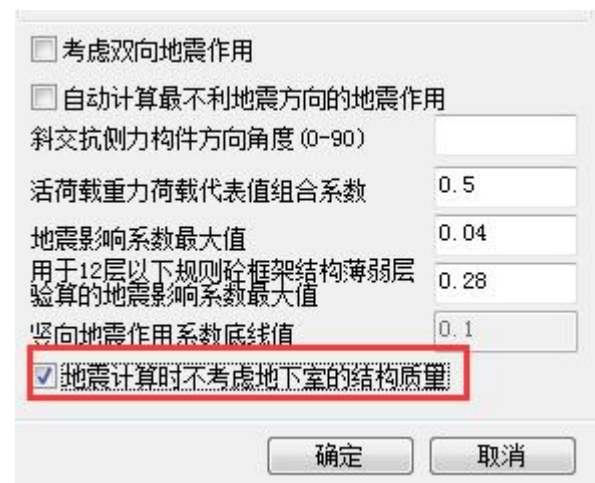 考虑双向地震作用
自动计算最不利地震方向的地震作用
斜交抗侧力构件方向角度(0-90)
活荷载重力荷载代表值组合系数 0.5
地震影响系数最大值 0.04
用于12层以下规则砼框架结构薄弱层
验算的地震影响系数最大值 0.28
竖向地震作用系数底线值 0.1
地震计算时不考虑地下室的结构质量
确定 取消